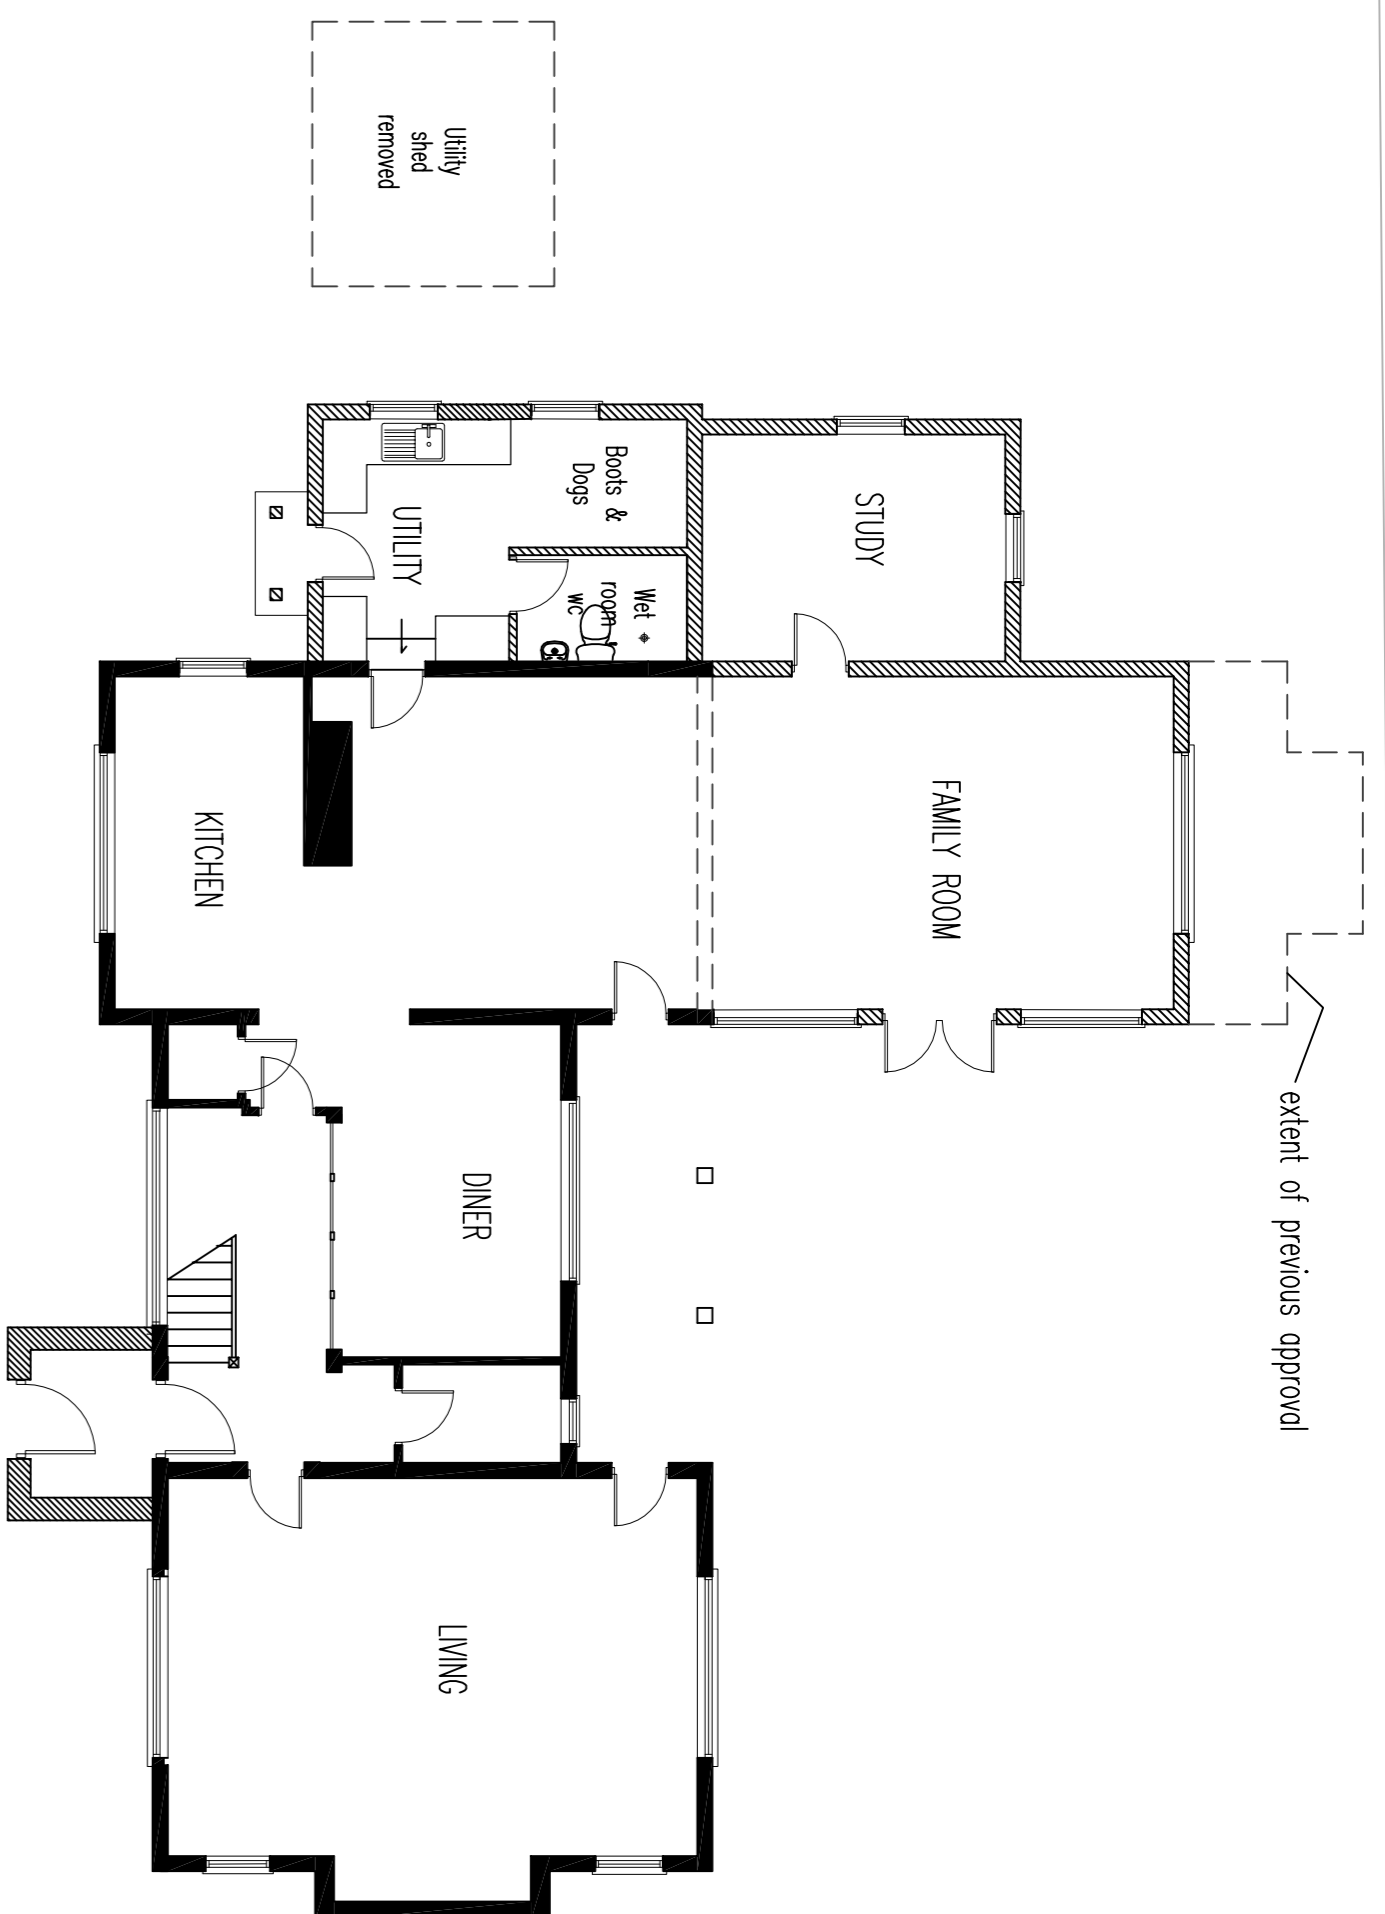 extent of previous approval
Utility
shed
removed
STUDY
FAMILY ROOM
Boots &
Dogs
Wet
room
WC
UTILITY
KITCHEN
DINER
LIVING